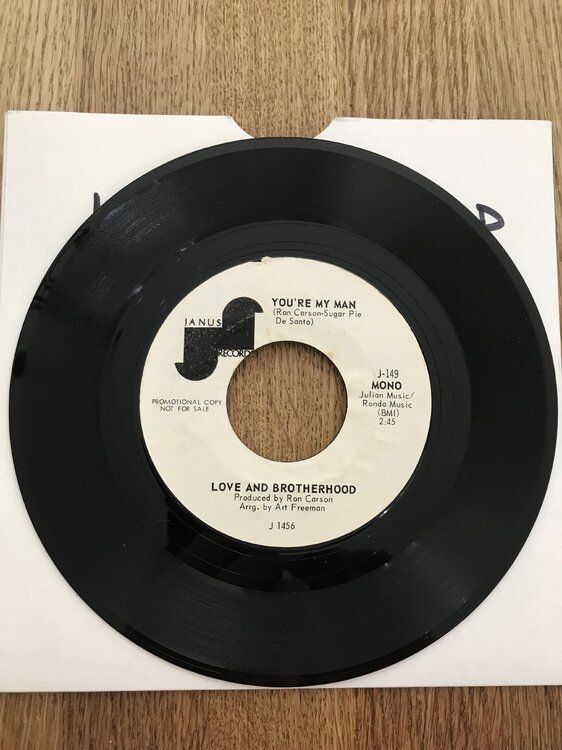 YOU'RE MY MAN
(Ron Carson-Sugar Pie
De Santo)
JANUS
RECORDS
J-149
MONO
Julian Music/
Ronda Music
(BMI)
2:45
PROMOTIONAL COPY
NOT FOR SALE
LOVE AND BROTHERHOOD
Produced by Ron Carson
Arrg. by Art Freeman
J 1456